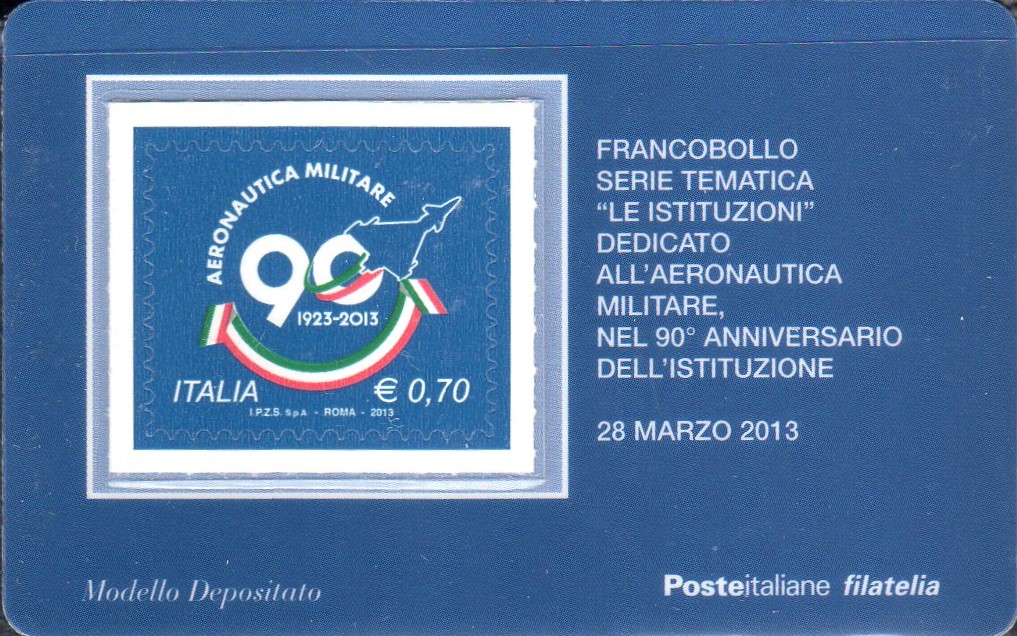 AERONAUTICA MILITARE
90
1923-2013
ITALIA € 0,70
I.P.Z.S. S.p.A. - ROMA - 2013
FRANCOBOLLO
SERIE TEMATICA
“LE ISTITUZIONI”
DEDICATO
ALL’AERONAUTICA
MILITARE,
NEL 90° ANNIVERSARIO
DELL’ISTITUZIONE
28 MARZO 2013
Modello Depositato
Posteitaliane filatelia